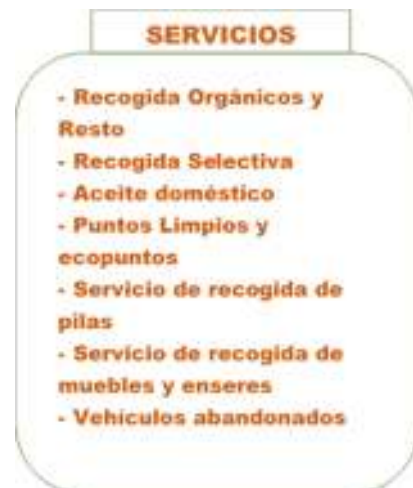 SERVICIOS
- Recogida Orgánicos y
Resto
- Recogida Selectiva
- Aceite doméstico
- Puntos Limpios y
ecopuntos
- Servicio de recogida de
pilas
- Servicio de recogida de
muebles y enseres
- Vehículos abandonados